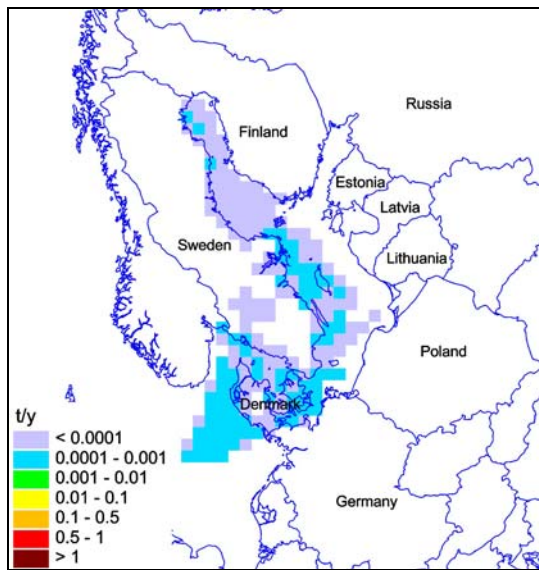 Russia
Finland
Estonia
Latvia
Sweden
Lithuania
Poland
Denmark
Germany
t/y
< 0.0001
0.0001 - 0.001
0.001 - 0.01
0.01 - 0.1
0.1 - 0.5
0.5 - 1
> 1